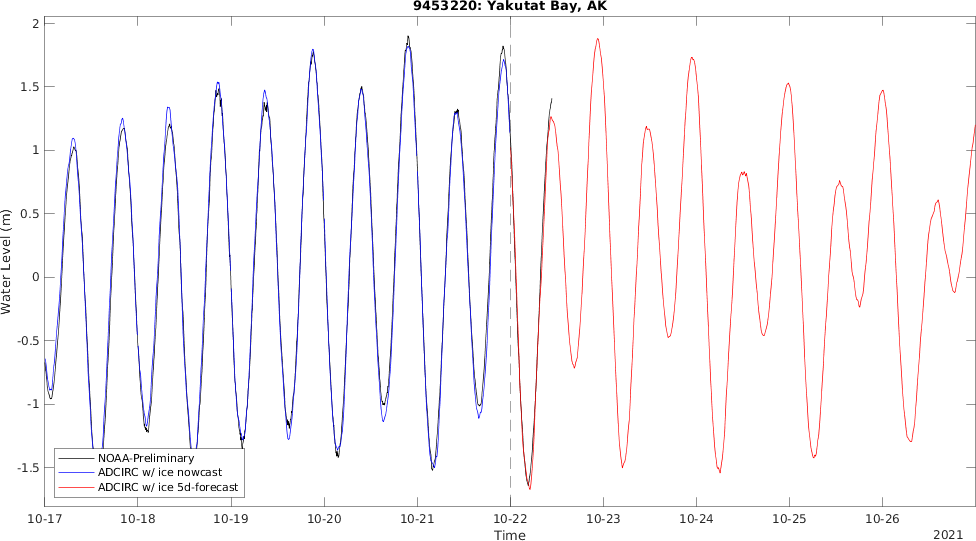 9453220: Yakutat Bay, AK
Water Level (m)
2
1.5
1
0.5
0
-0.5
-1
-1.5
NOAA-Preliminary
ADCIRC w/ ice nowcast
ADCIRC w/ ice 5d-forecast
10-17 10-18 10-19 10-20 10-21 10-22 10-23 10-24 10-25 10-26
Time
2021